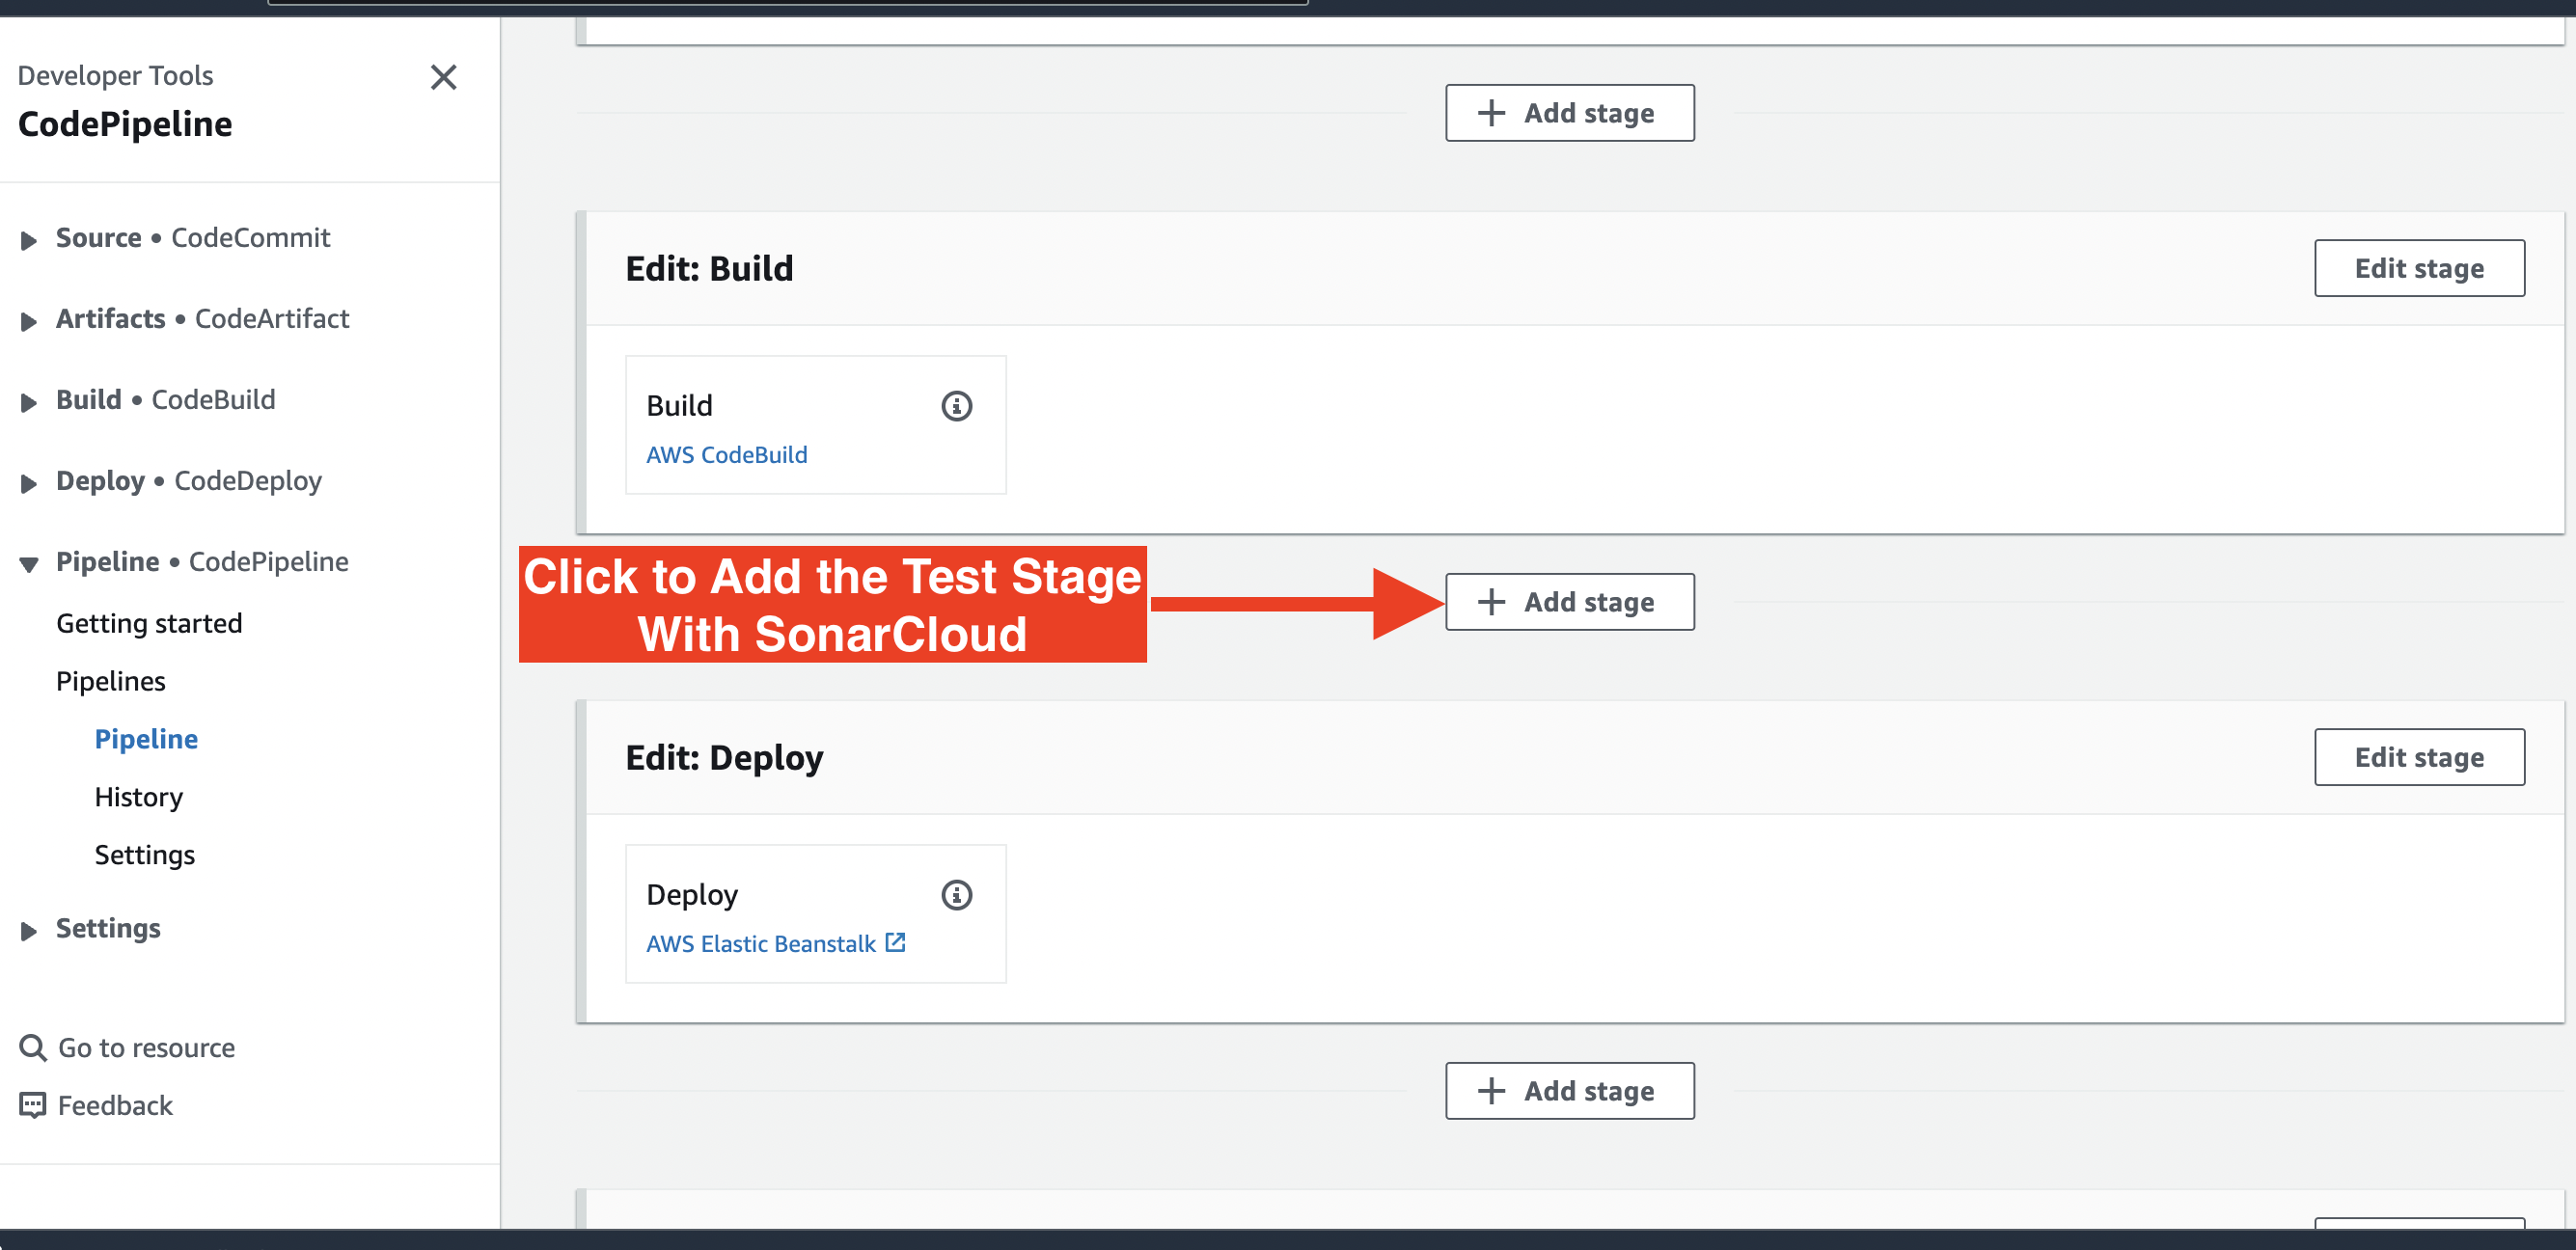 Developer Tools
CodePipeline
Source • CodeCommit
Artifacts • CodeArtifact
Build • CodeBuild
Deploy • CodeDeploy
Pipeline • CodePipeline
Getting started
Pipelines
Pipeline
History
Settings
Settings
Go to resource
Feedback
Add stage
Edit: Build
Edit stage
Build
AWS CodeBuild
Click to Add the Test Stage
With SonarCloud
Add stage
Edit: Deploy
Edit stage
Deploy
AWS Elastic Beanstalk
Add stage